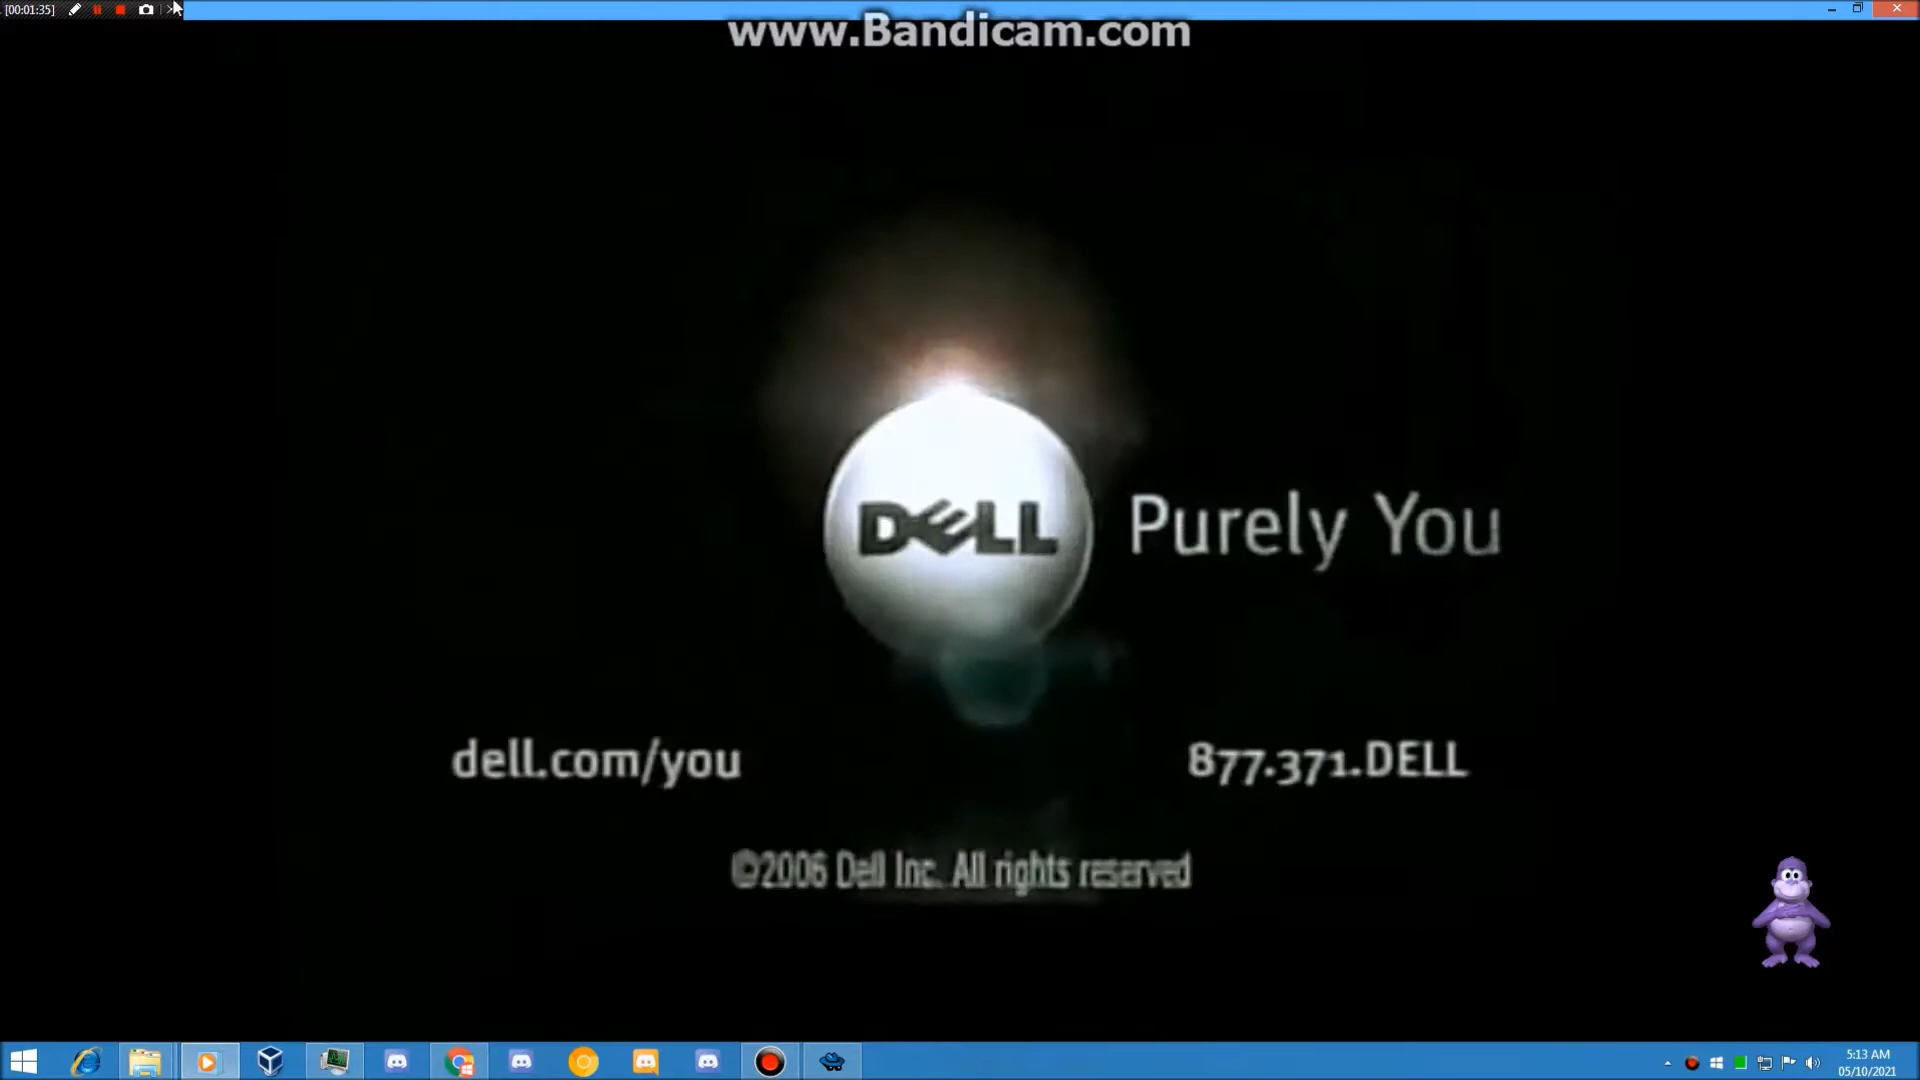 [00:01:35]
www.Bandicam.com
DELL Purely You
dell.com/you 877.371.DELL
©2006 Dell Inc. All rights reserved
5:13 AM
05/10/2021